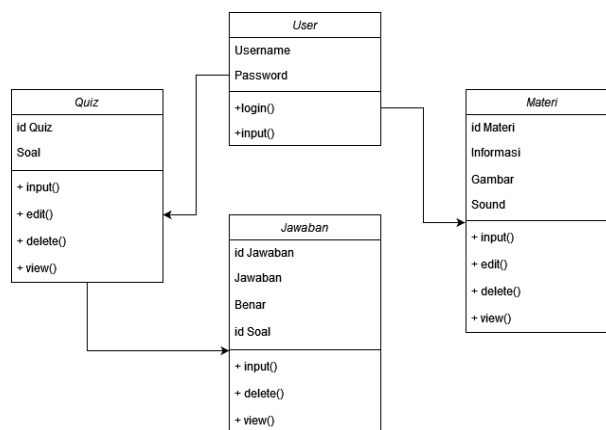 User
Username
Password
+login()
+input()
Quiz
id Quiz
Soal
+ input()
+ edit()
+ delete()
+ view()
Materi
id Materi
Informasi
Gambar
Sound
+ input()
+ edit()
+ delete()
+ view()
Jawaban
id Jawaban
Jawaban
Benar
id Soal
+ input()
+ delete()
+ view()